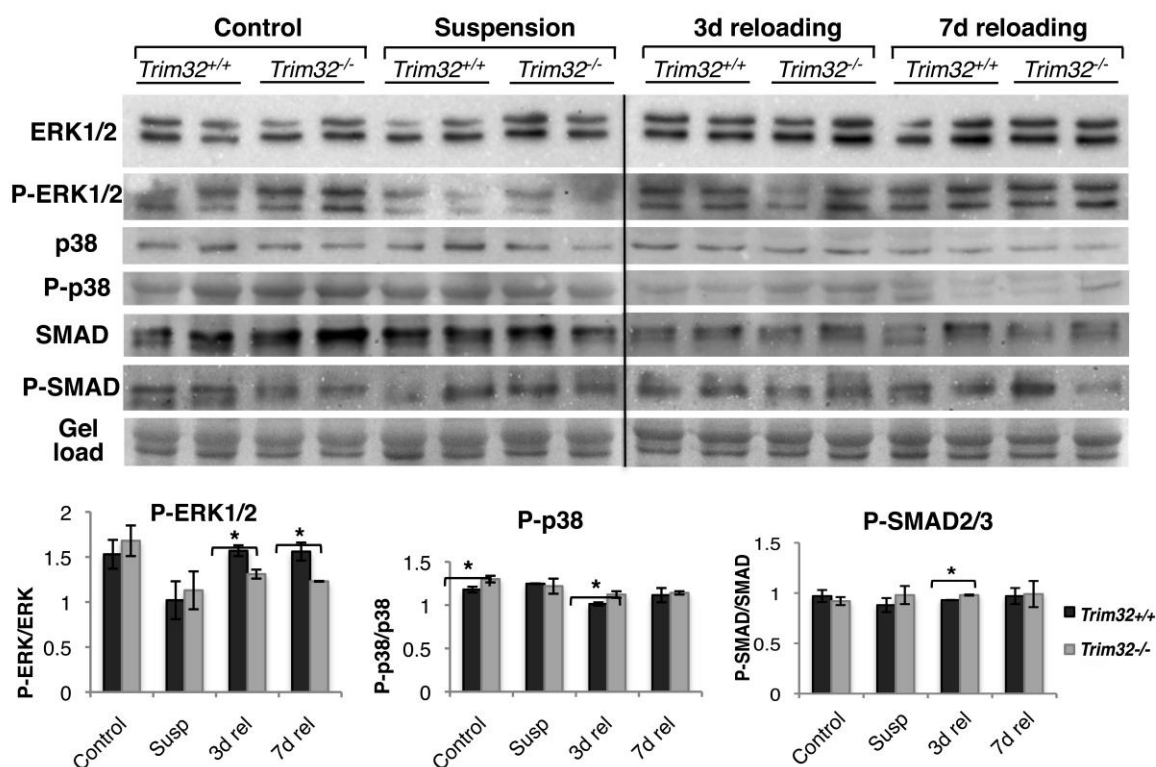 Control Suspension 3d reloading 7d reloading
Trim32+/+ Trim32-/- Trim32+/+ Trim32-/- Trim32+/+ Trim32-/- Trim32+/+ Trim32-/-
ERK1/2
P-ERK1/2
p38
P-p38
SMAD
P-SMAD
Gel
load
P-ERK1/2
P-ERK/ERK
2
1.5
1
1.5
0
* *
Control Susp 3d rel 7d rel
P-p38
P-p38/p38
1.5
1
0.5
0
* *
Control Susp 3d rel 7d rel
P-SMAD2/3
P-SMAD/SMAD
1.5
1
0.5
0
*
Control Susp 3d rel 7d rel
Trim32+/+
Trim32-/-